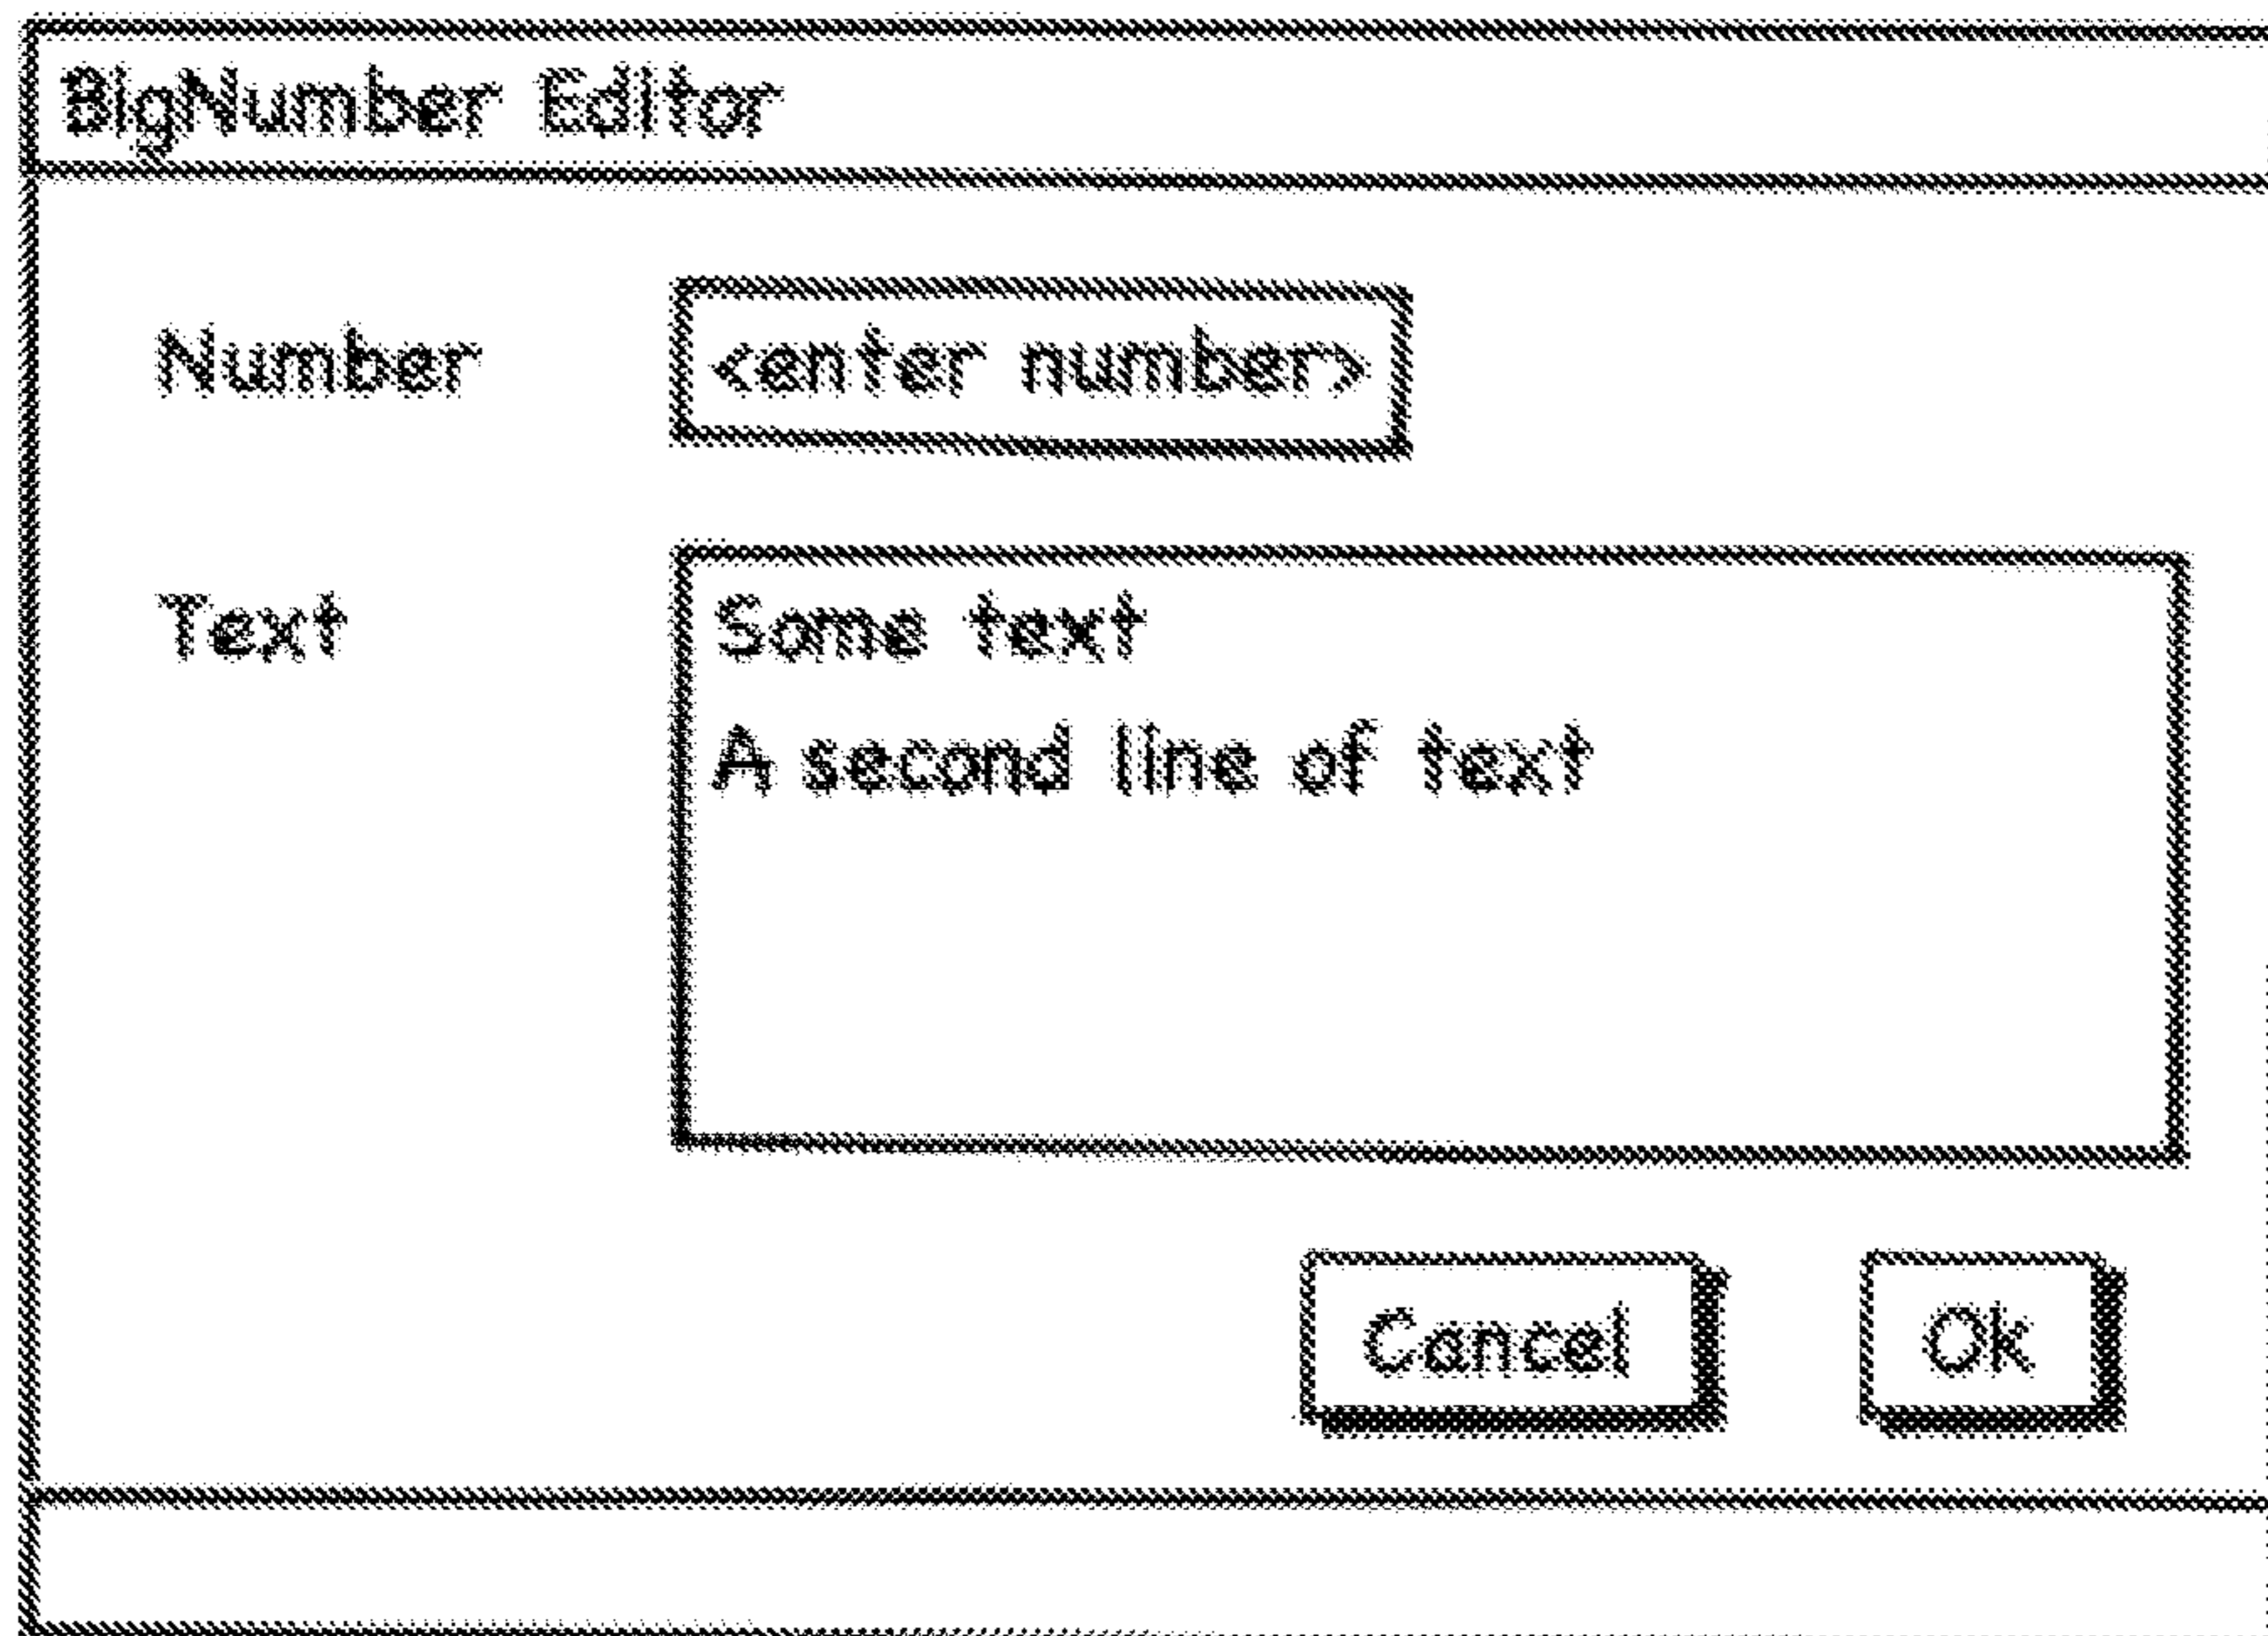 BigNumber Editor
Number <enter number>
Text Some text
A second line of text
Cancel Ok